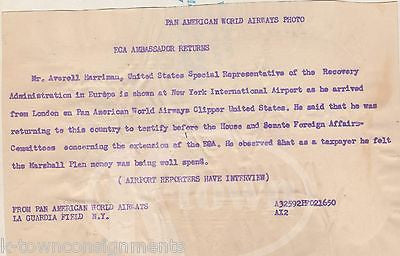 PAN AMERICAN WORLD AIRWAYS PHOTO
ECA AMBASSADOR RETURNS
Mr. Averell Harriman, United States Special Representative of the Recovery
Administration in Europe is shown at New York International Airport as he arrived
from London on Pan American World Airways Clipper United States. He said that he was
returning to this country to testify before the House and Senate Foreign Affairs
Committees concerning the extension of the He observed that as a taxpayer he felt
the Marshall Plan money was being well spent.
(AIRPORT REPORTERS HAVE INTERVIEW)
FROM PAN AMERICAN WORLD AIRWAYS
LA GUARDIA FIELD N.Y.
AX2
k-townconsignments